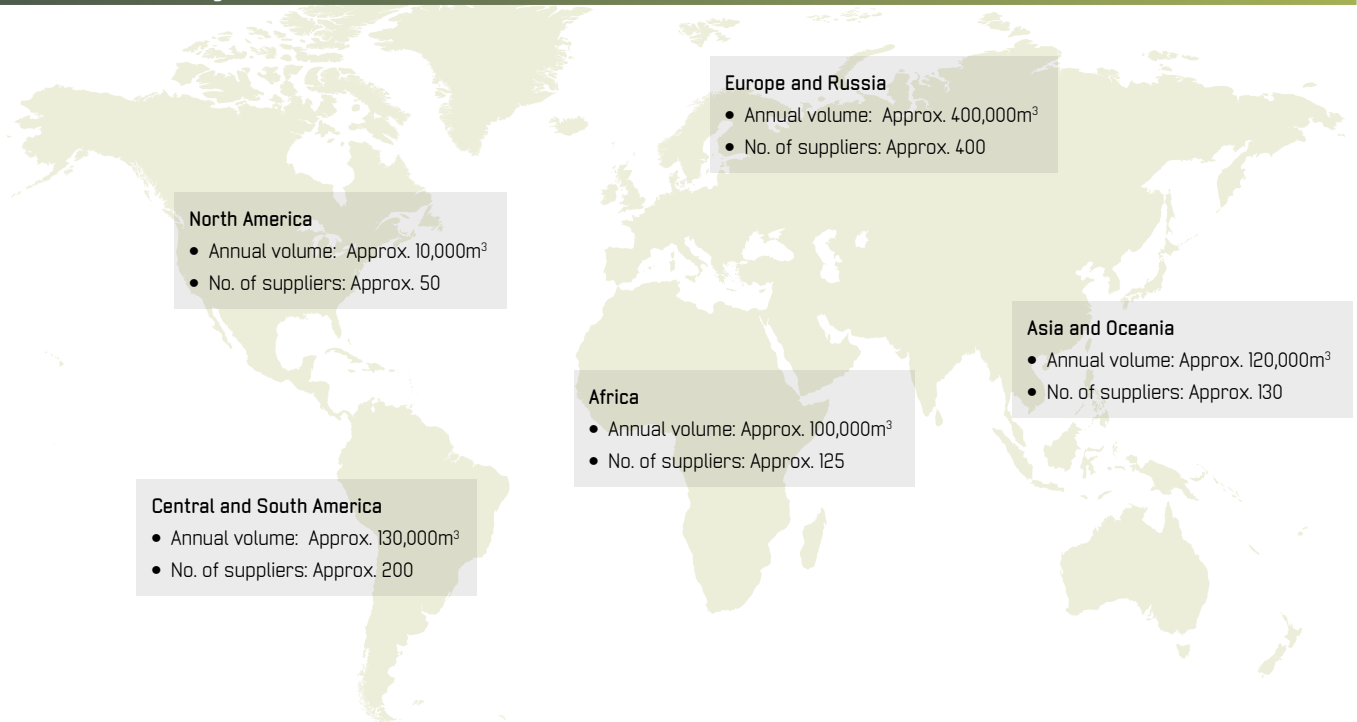 Europe and Russia
• Annual volume: Approx. 400,000m³
• No. of suppliers: Approx. 400
North America
• Annual volume: Approx. 10,000m³
• No. of suppliers: Approx. 50
Asia and Oceania
• Annual volume: Approx. 120,000m³
• No. of suppliers: Approx. 130
Africa
• Annual volume: Approx. 100,000m³
• No. of suppliers: Approx. 125
Central and South America
• Annual volume: Approx. 130,000m³
• No. of suppliers: Approx. 200